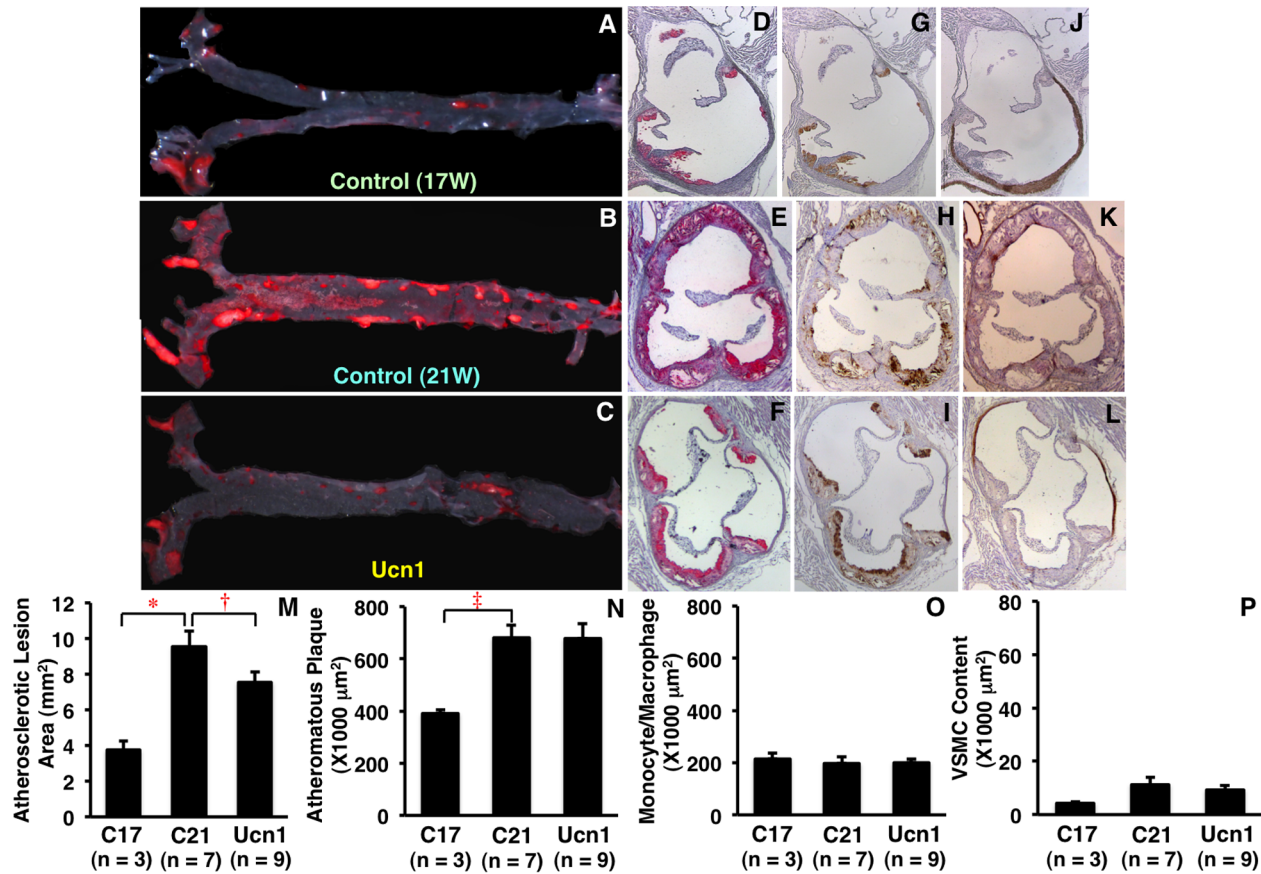 A
D
G
J
Control (17W)
B
E
H
K
Control (21W)
C
F
I
L
Ucn1
M
Atherosclerotic Lesion
Area (mm²)
12
10
8
6
4
2
0
*
†
C17
C21
Ucn1
(n = 3)
(n = 7)
(n = 9)
N
Atheromatous Plaque
(X1000 μm²)
800
600
400
200
0
‡
C17
C21
Ucn1
(n = 3)
(n = 7)
(n = 9)
O
Monocyte/Macrophage
(X1000 μm²)
800
600
400
200
0
C17
C21
Ucn1
(n = 3)
(n = 7)
(n = 9)
P
VSMC Content
(X1000 μm²)
80
60
40
20
0
C17
C21
Ucn1
(n = 3)
(n = 7)
(n = 9)